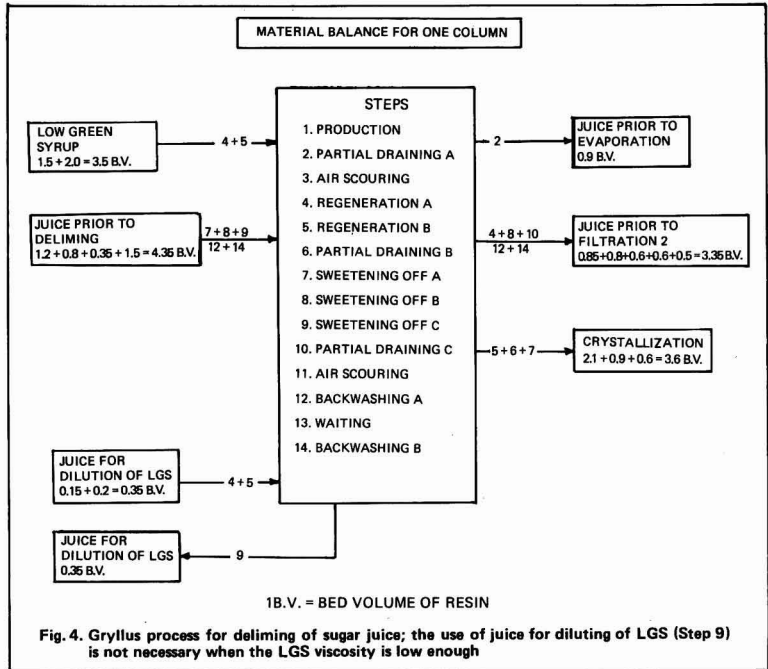 MATERIAL BALANCE FOR ONE COLUMN
LOW GREEN
SYRUP
1.5 + 2.0 = 3.5 B.V.
4+5
JUICE PRIOR TO
DELIMING
1.2 + 0.8 + 0.35 + 1.5 = 4.35 B.V.
7+8+9
12+14
JUICE FOR
DILUTION OF LGS
0.15 + 0.2 = 0.35 B.V.
4+5
JUICE FOR
DILUTION OF LGS
0.35 B.V.
9
STEPS
1. PRODUCTION
2. PARTIAL DRAINING A
3. AIR SCOURING
4. REGENERATION A
5. REGENERATION B
6. PARTIAL DRAINING B
7. SWEETENING OFF A
8. SWEETENING OFF B
9. SWEETENING OFF C
10. PARTIAL DRAINING C
11. AIR SCOURING
12. BACKWASHING A
13. WAITING
14. BACKWASHING B
2
JUICE PRIOR TO
EVAPORATION
0.9 B.V.
4+8+10
12+14
JUICE PRIOR TO
FILTRATION 2
0.85+0.8+0.6+0.6+0.5=3.35B.V.
5+6+7
CRYSTALLIZATION
2.1 + 0.9 + 0.6 = 3.6 B.V.
1B.V. = BED VOLUME OF RESIN
Fig. 4. Gryllus process for deliming of sugar juice; the use of juice for diluting of LGS (Step 9)
is not necessary when the LGS viscosity is low enough